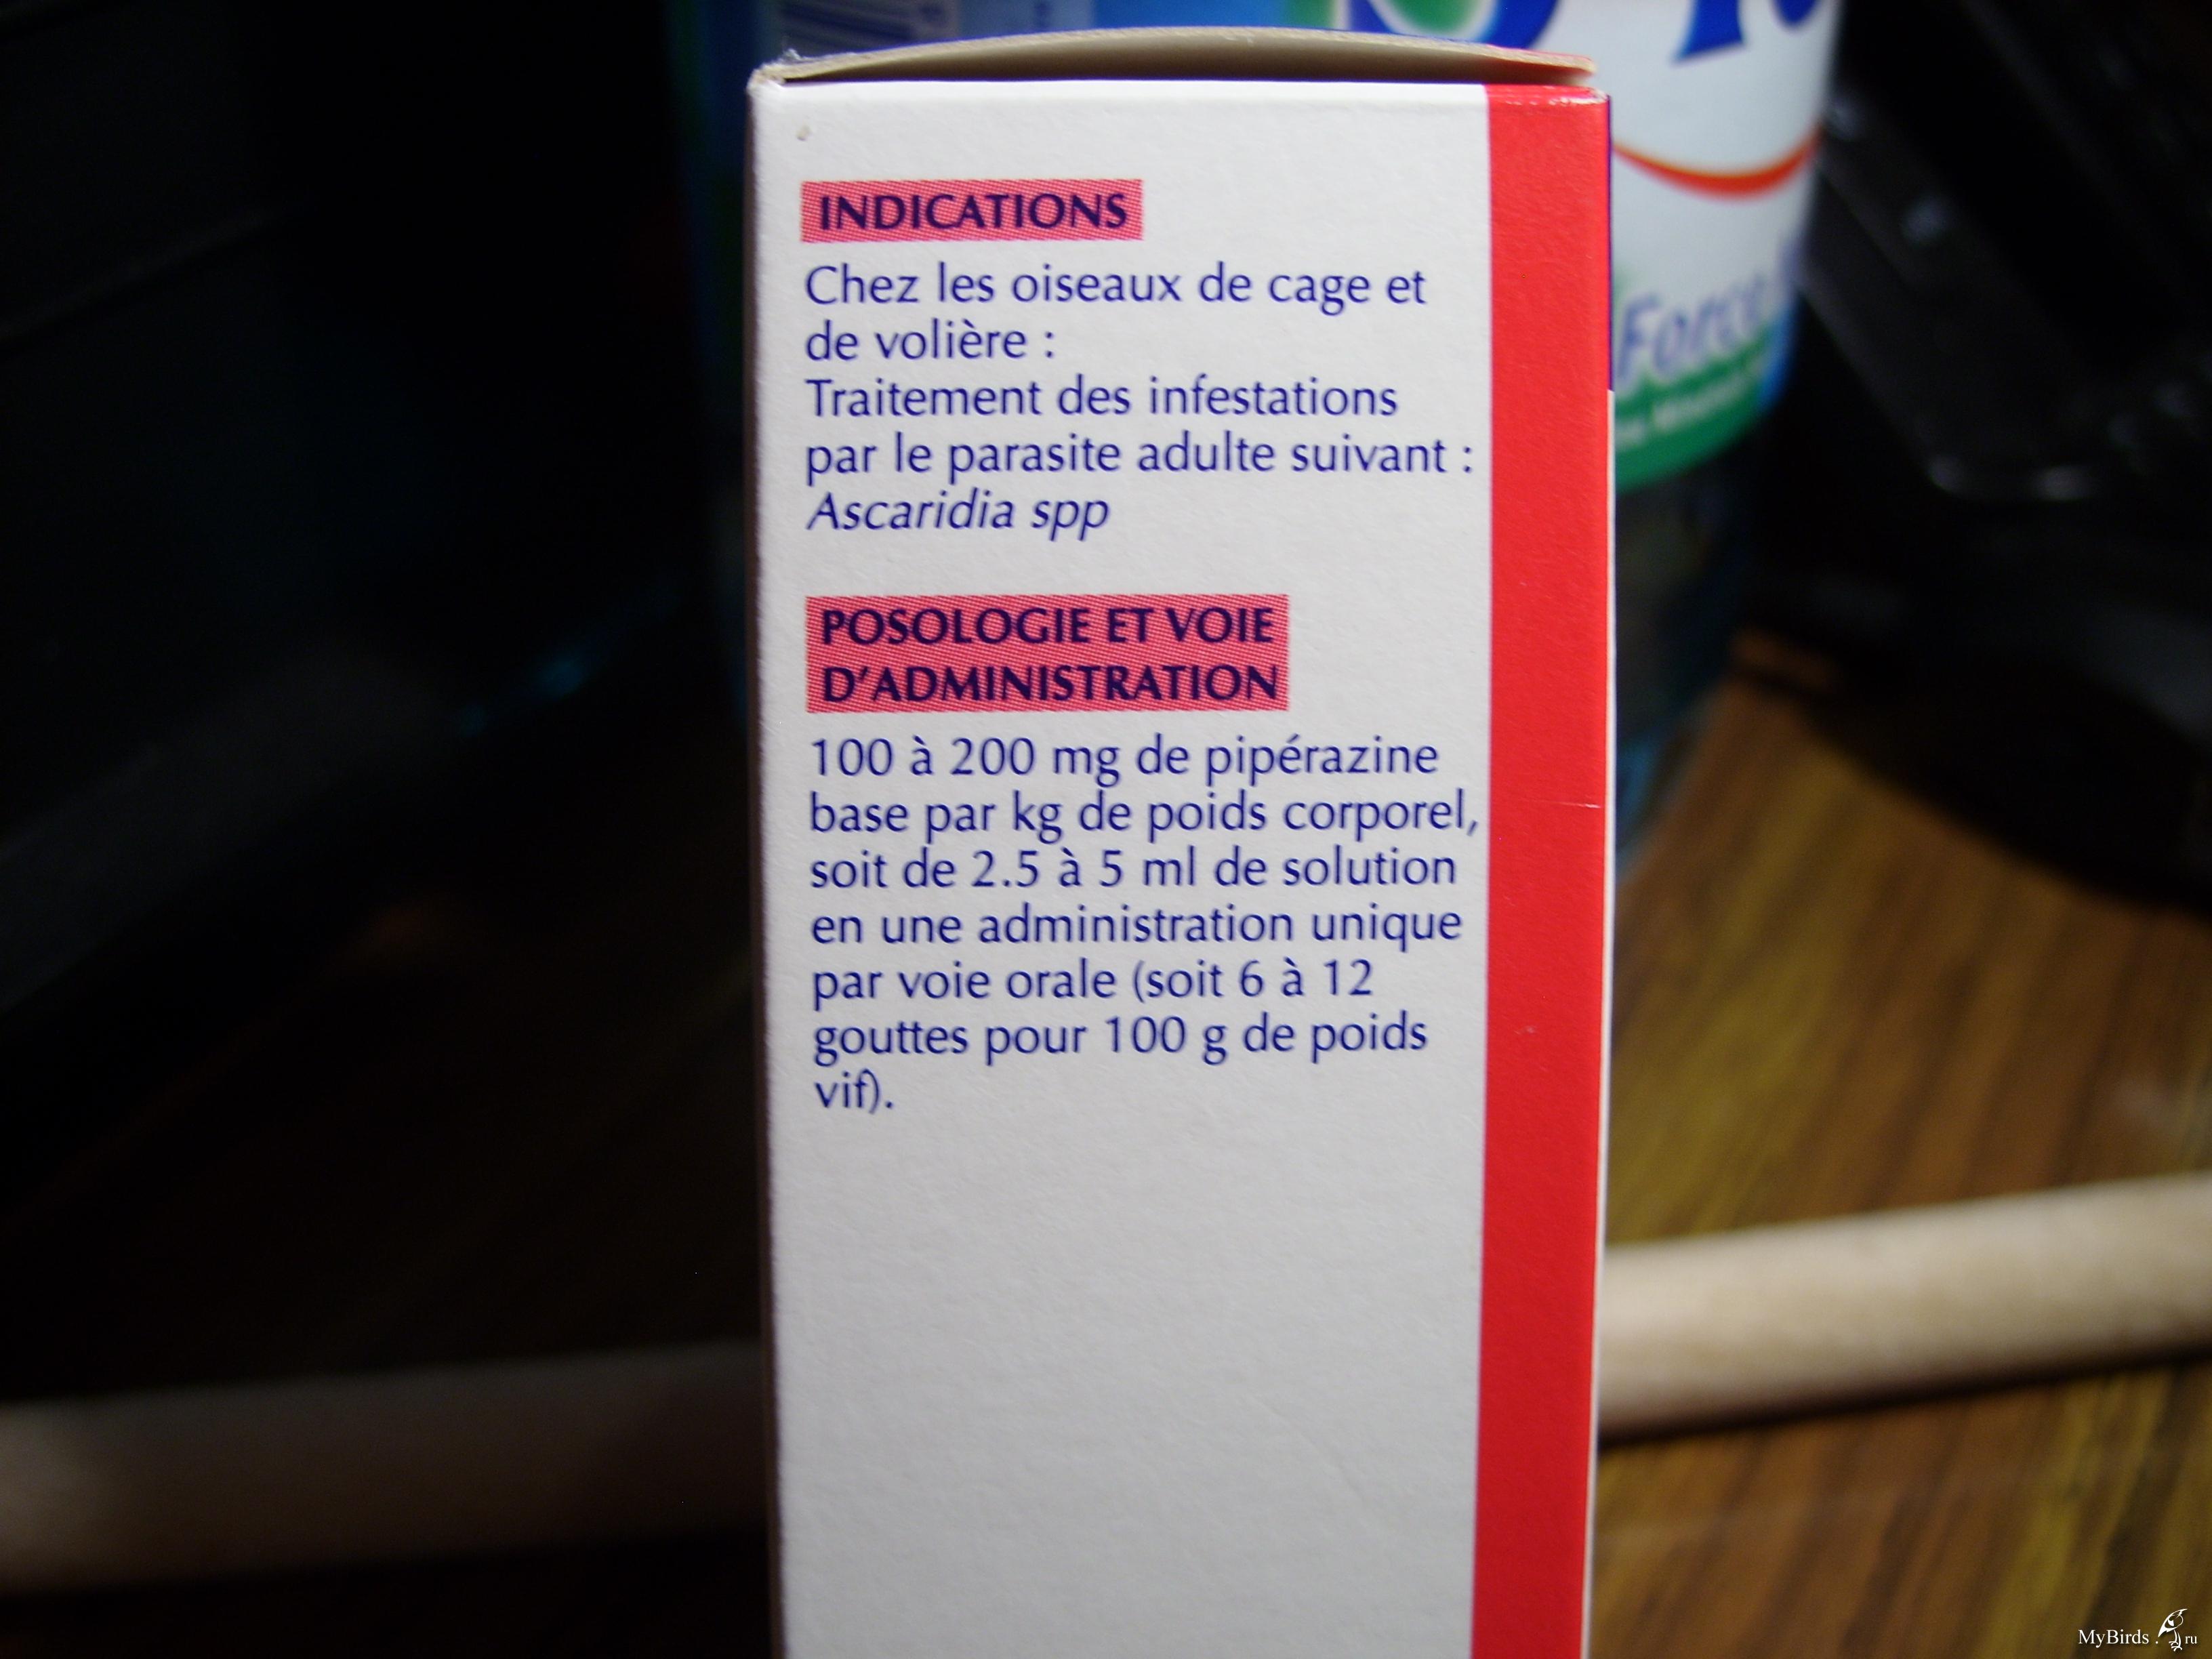 INDICATIONS
Chez les oiseaux de cage et
de volière :
Traitement des infestations
par le parasite adulte suivant :
Ascaridia spp
POSOLOGIE ET VOIE
D'ADMINISTRATION
100 à 200 mg de pipérazine
base par kg de poids corporel,
soit de 2.5 à 5 ml de solution
en une administration unique
par voie orale (soit 6 à 12
gouttes pour 100 g de poids
vif).
Force
MyBirds.ru